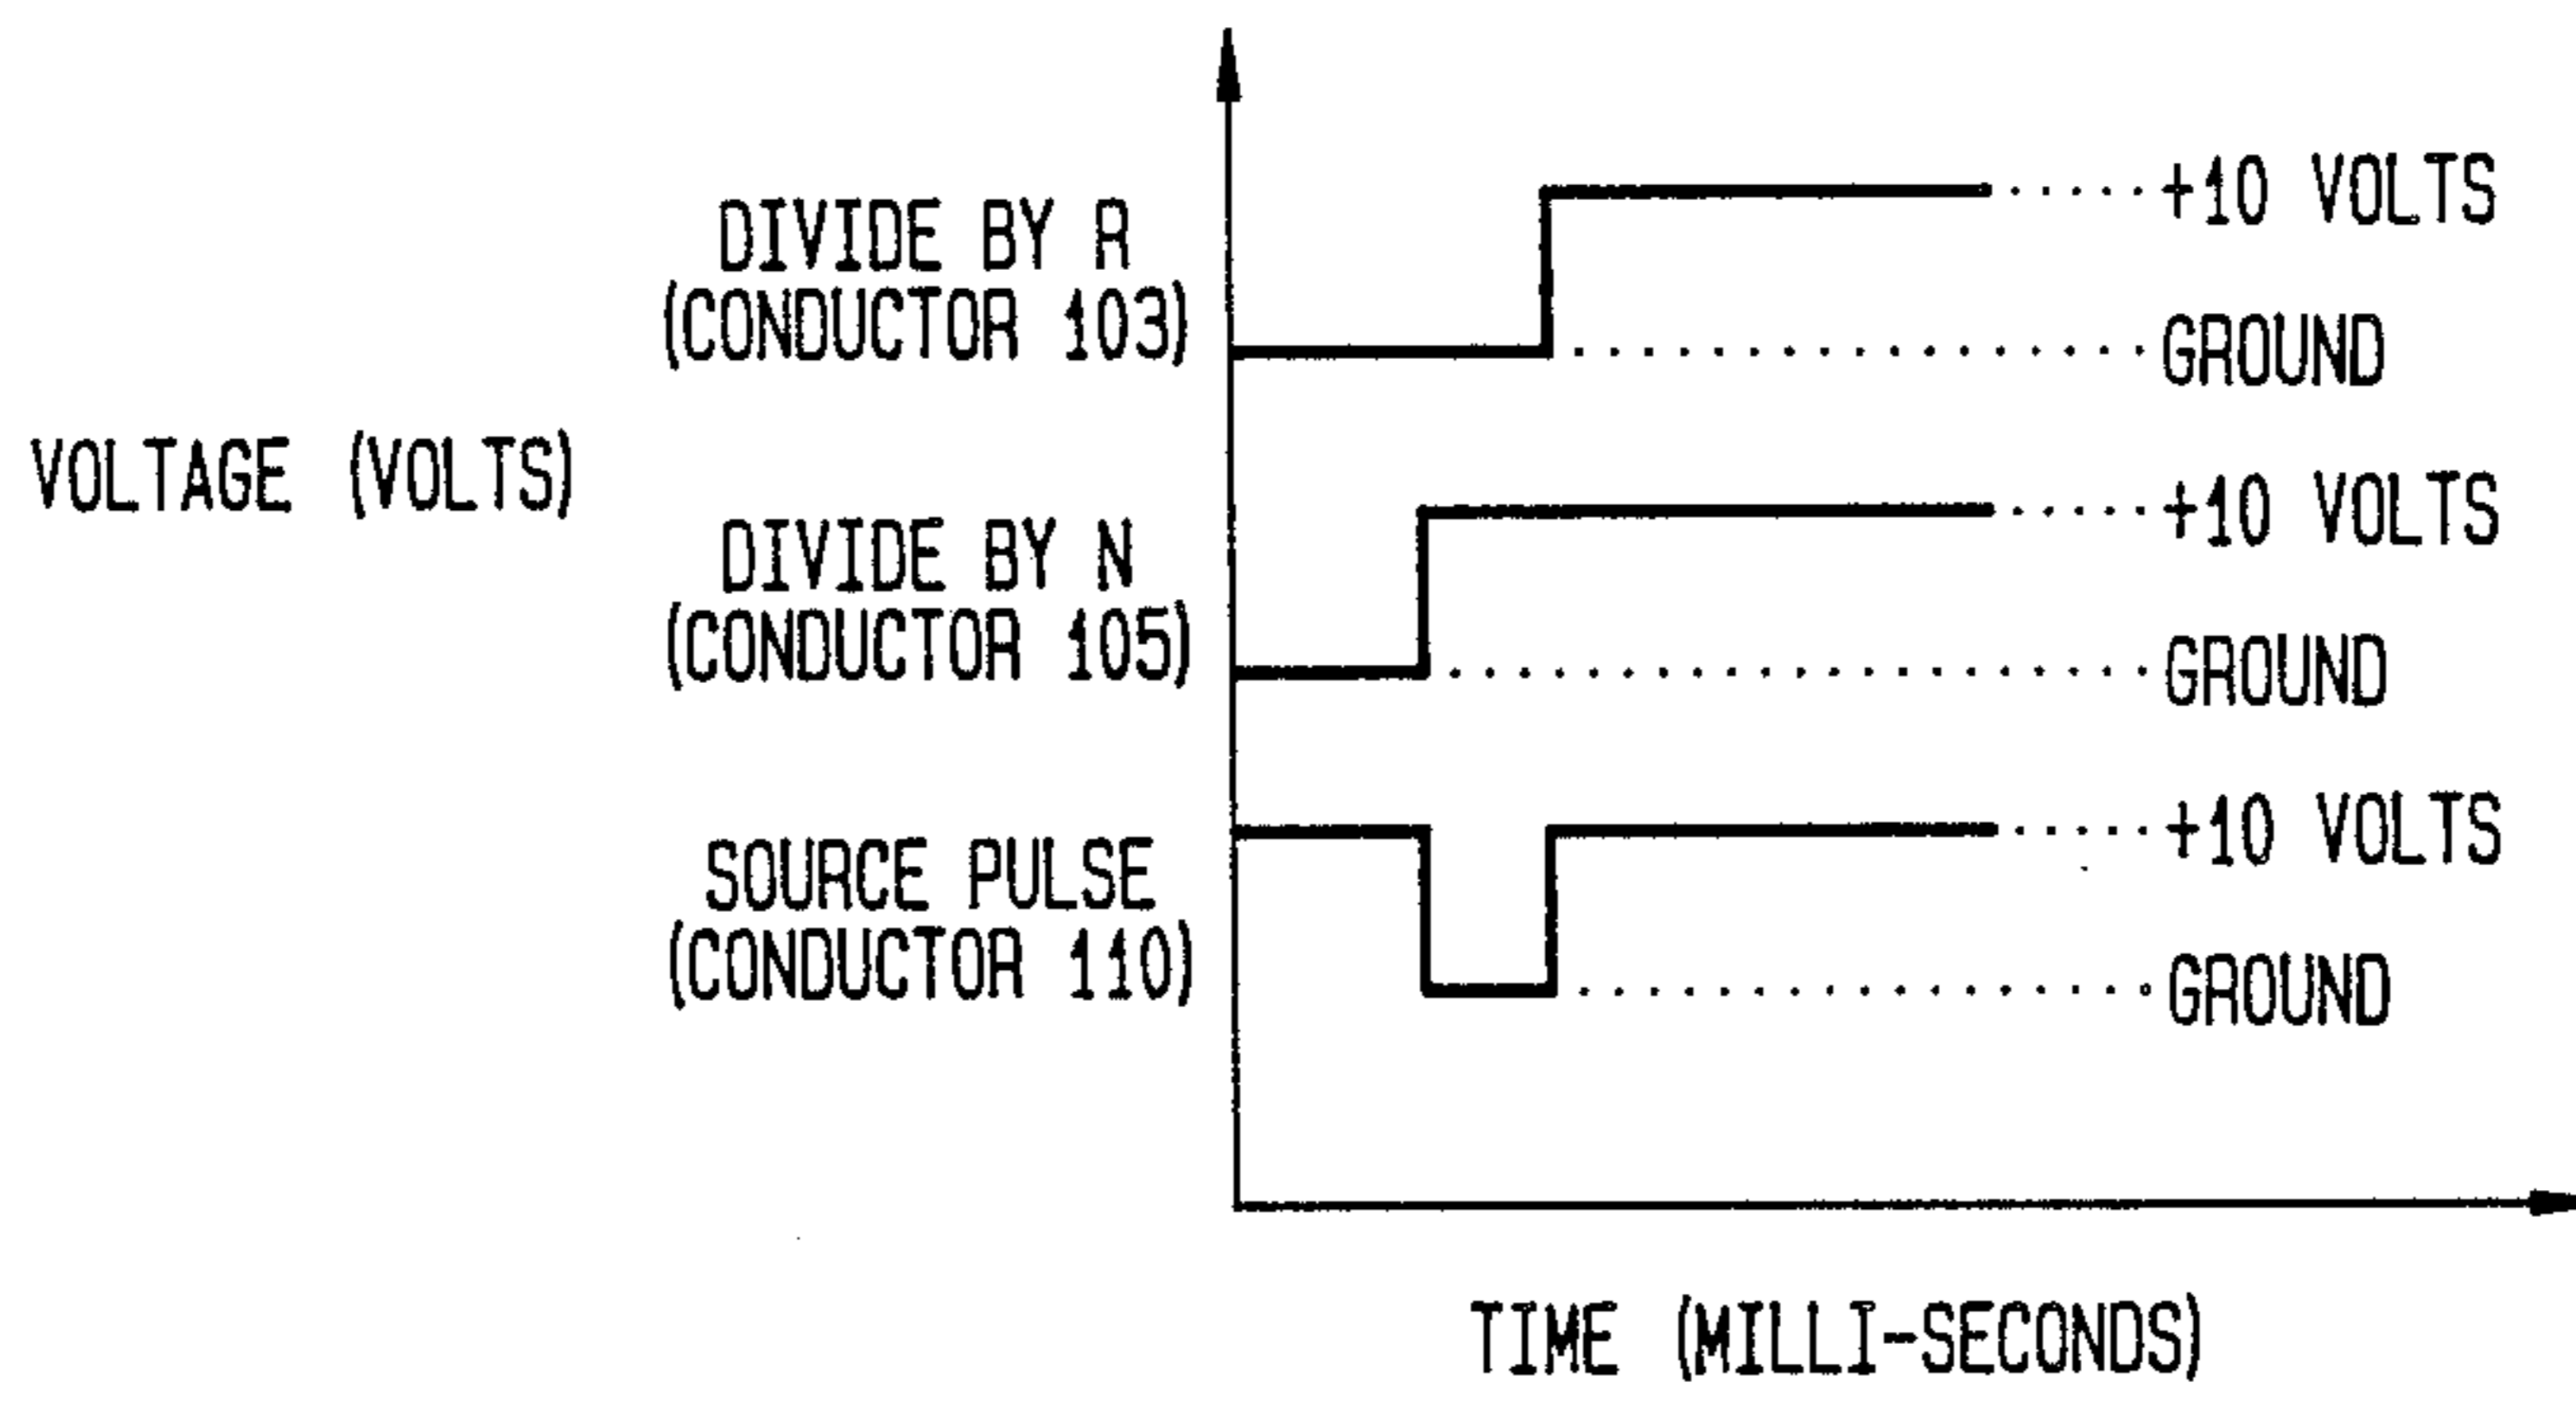 DIVIDE BY R
(CONDUCTOR 103)
+10 VOLTS
GROUND
VOLTAGE (VOLTS)
DIVIDE BY N
(CONDUCTOR 105)
+10 VOLTS
GROUND
SOURCE PULSE
(CONDUCTOR 110)
+10 VOLTS
GROUND
TIME (MILLI-SECONDS)